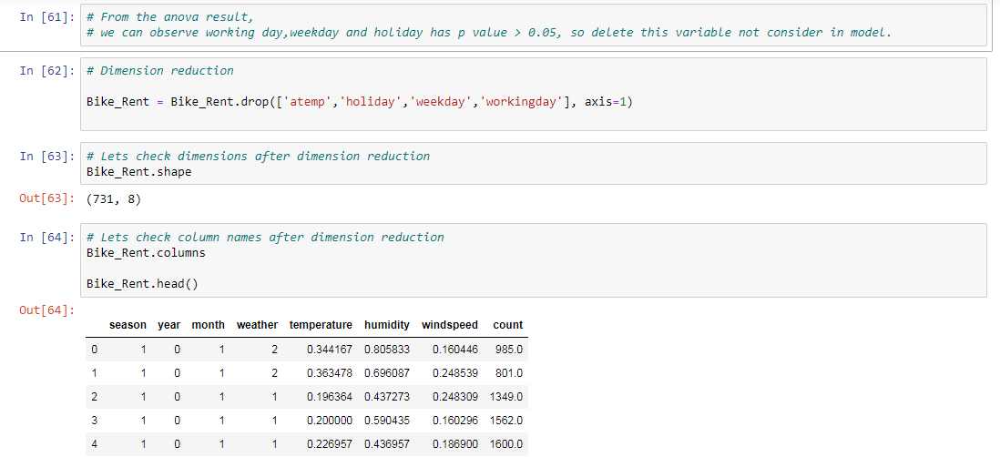 In [61]: # From the anova result,
# we can observe working day,weekday and holiday has p value > 0.05, so delete this variable not consider in model.
In [62]: # Dimension reduction
Bike_Rent = Bike_Rent.drop(['atemp','holiday','weekday','workingday'], axis=1)
In [63]: # Lets check dimensions after dimension reduction
Bike_Rent.shape
Out[63]: (731, 8)
In [64]: # Lets check column names after dimension reduction
Bike_Rent.columns
Bike_Rent.head()
Out[64]:
season year month weather temperature humidity windspeed count
0 1 0 1 2 0.344167 0.805833 0.160446 985.0
1 1 0 1 2 0.363478 0.696087 0.248539 801.0
2 1 0 1 1 0.196364 0.437273 0.248309 1349.0
3 1 0 1 1 0.200000 0.590435 0.160296 1562.0
4 1 0 1 1 0.226957 0.436957 0.186900 1600.0